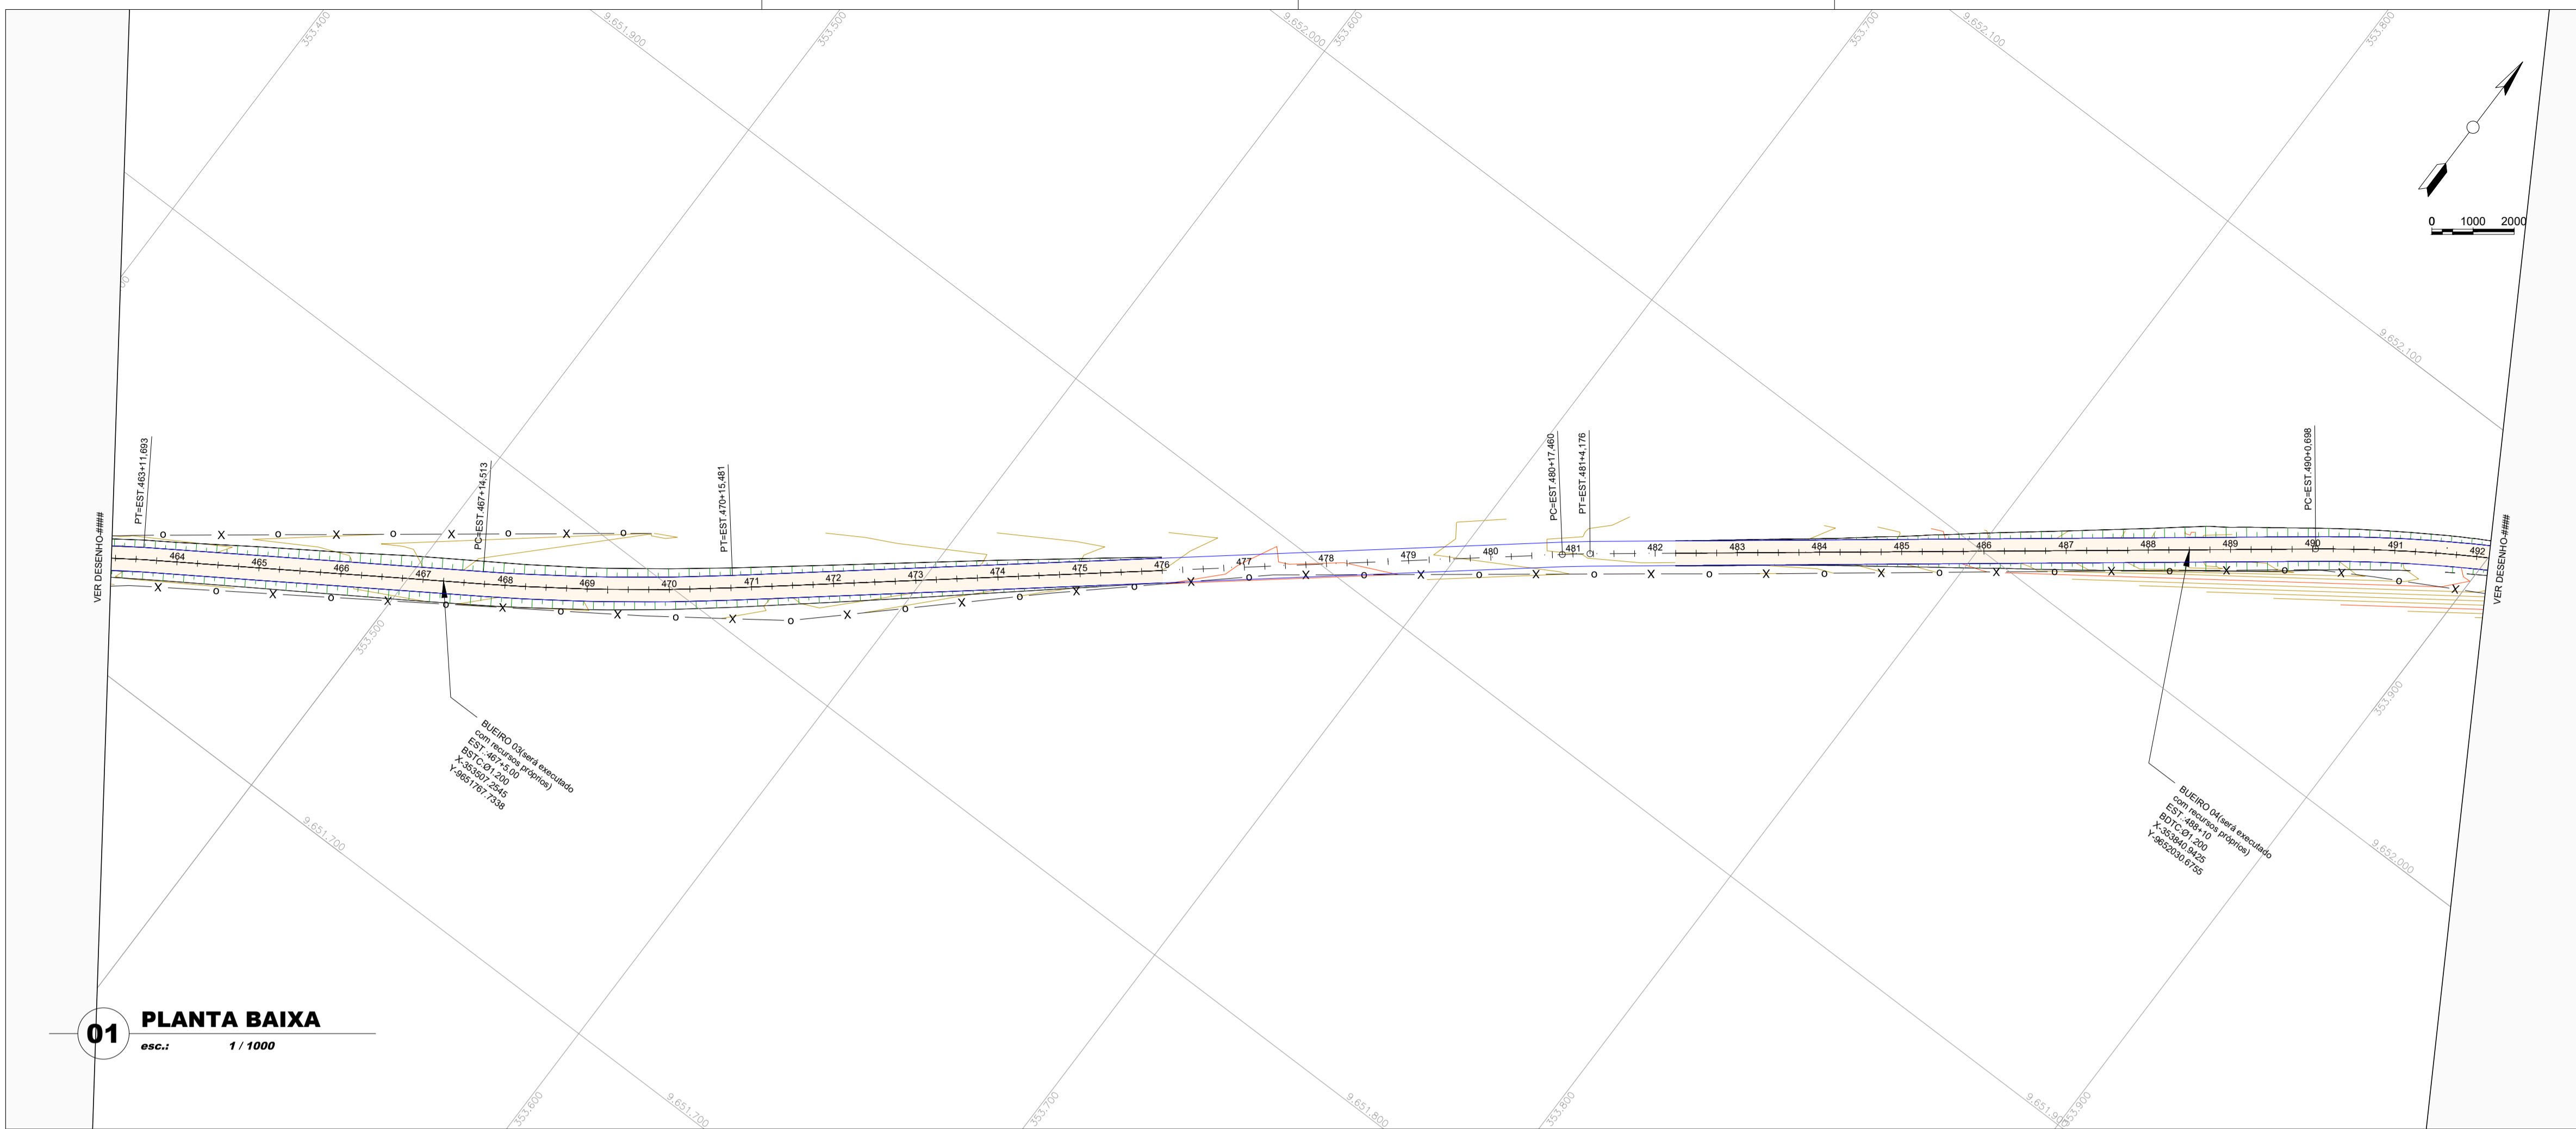 353.400
9.651.900
353.500
9.652.000
353.600
353.700
9.652.100
353.800
0 1000 2000
9.652.100
VER DESENHO-####
PT=EST.463+11,693
PC=EST.467+14,513
PT=EST.470+15,481
PC=EST.480+17,460
PT=EST.481+4,176
PC=EST.490+0,698
VER DESENHO-####
o X o X o X o X o
464 465 466 467 468 469 470 471 472 473 474 475 476 477 478 479 480 481 482 483 484 485 486 487 488 489 490 491 492
X o X o X o X o X o X o X o X o X o X o X o X o X o X o X o X o X o X o X o X o X
353.500
353.900
BUEIRO 03(será executado
com recursos próprios)
EST.:467+5.00
BSTC:Ø1.200
X-353507.2545
Y-9651767.7338
BUEIRO 04(será executado
com recursos próprios)
EST.:488+10
BDTC:Ø1.200
X-353840.9425
Y-9652030.6755
9.651.700
9.652.000
01
PLANTA BAIXA
esc.: 1 / 1000
353.600
9.651.700
353.700
9.651.800
353.800
353.900